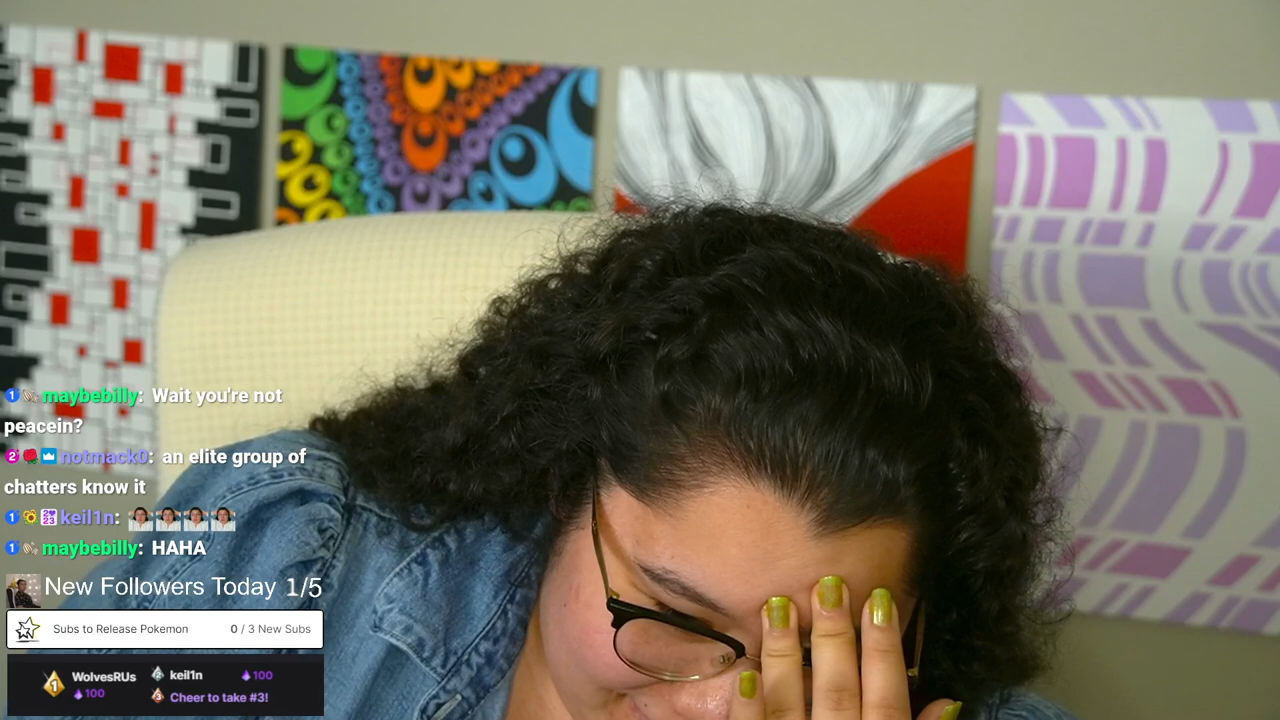 maybebilly: Wait you're not
peacein?
notmack0: an elite group of
chatters know it
keil1n:
maybebilly: HAHA
New Followers Today 1/5
Subs to Release Pokemon 0 / 3 New Subs
1 WolvesRUs 100
keil1n 100
3 Cheer to take #3!